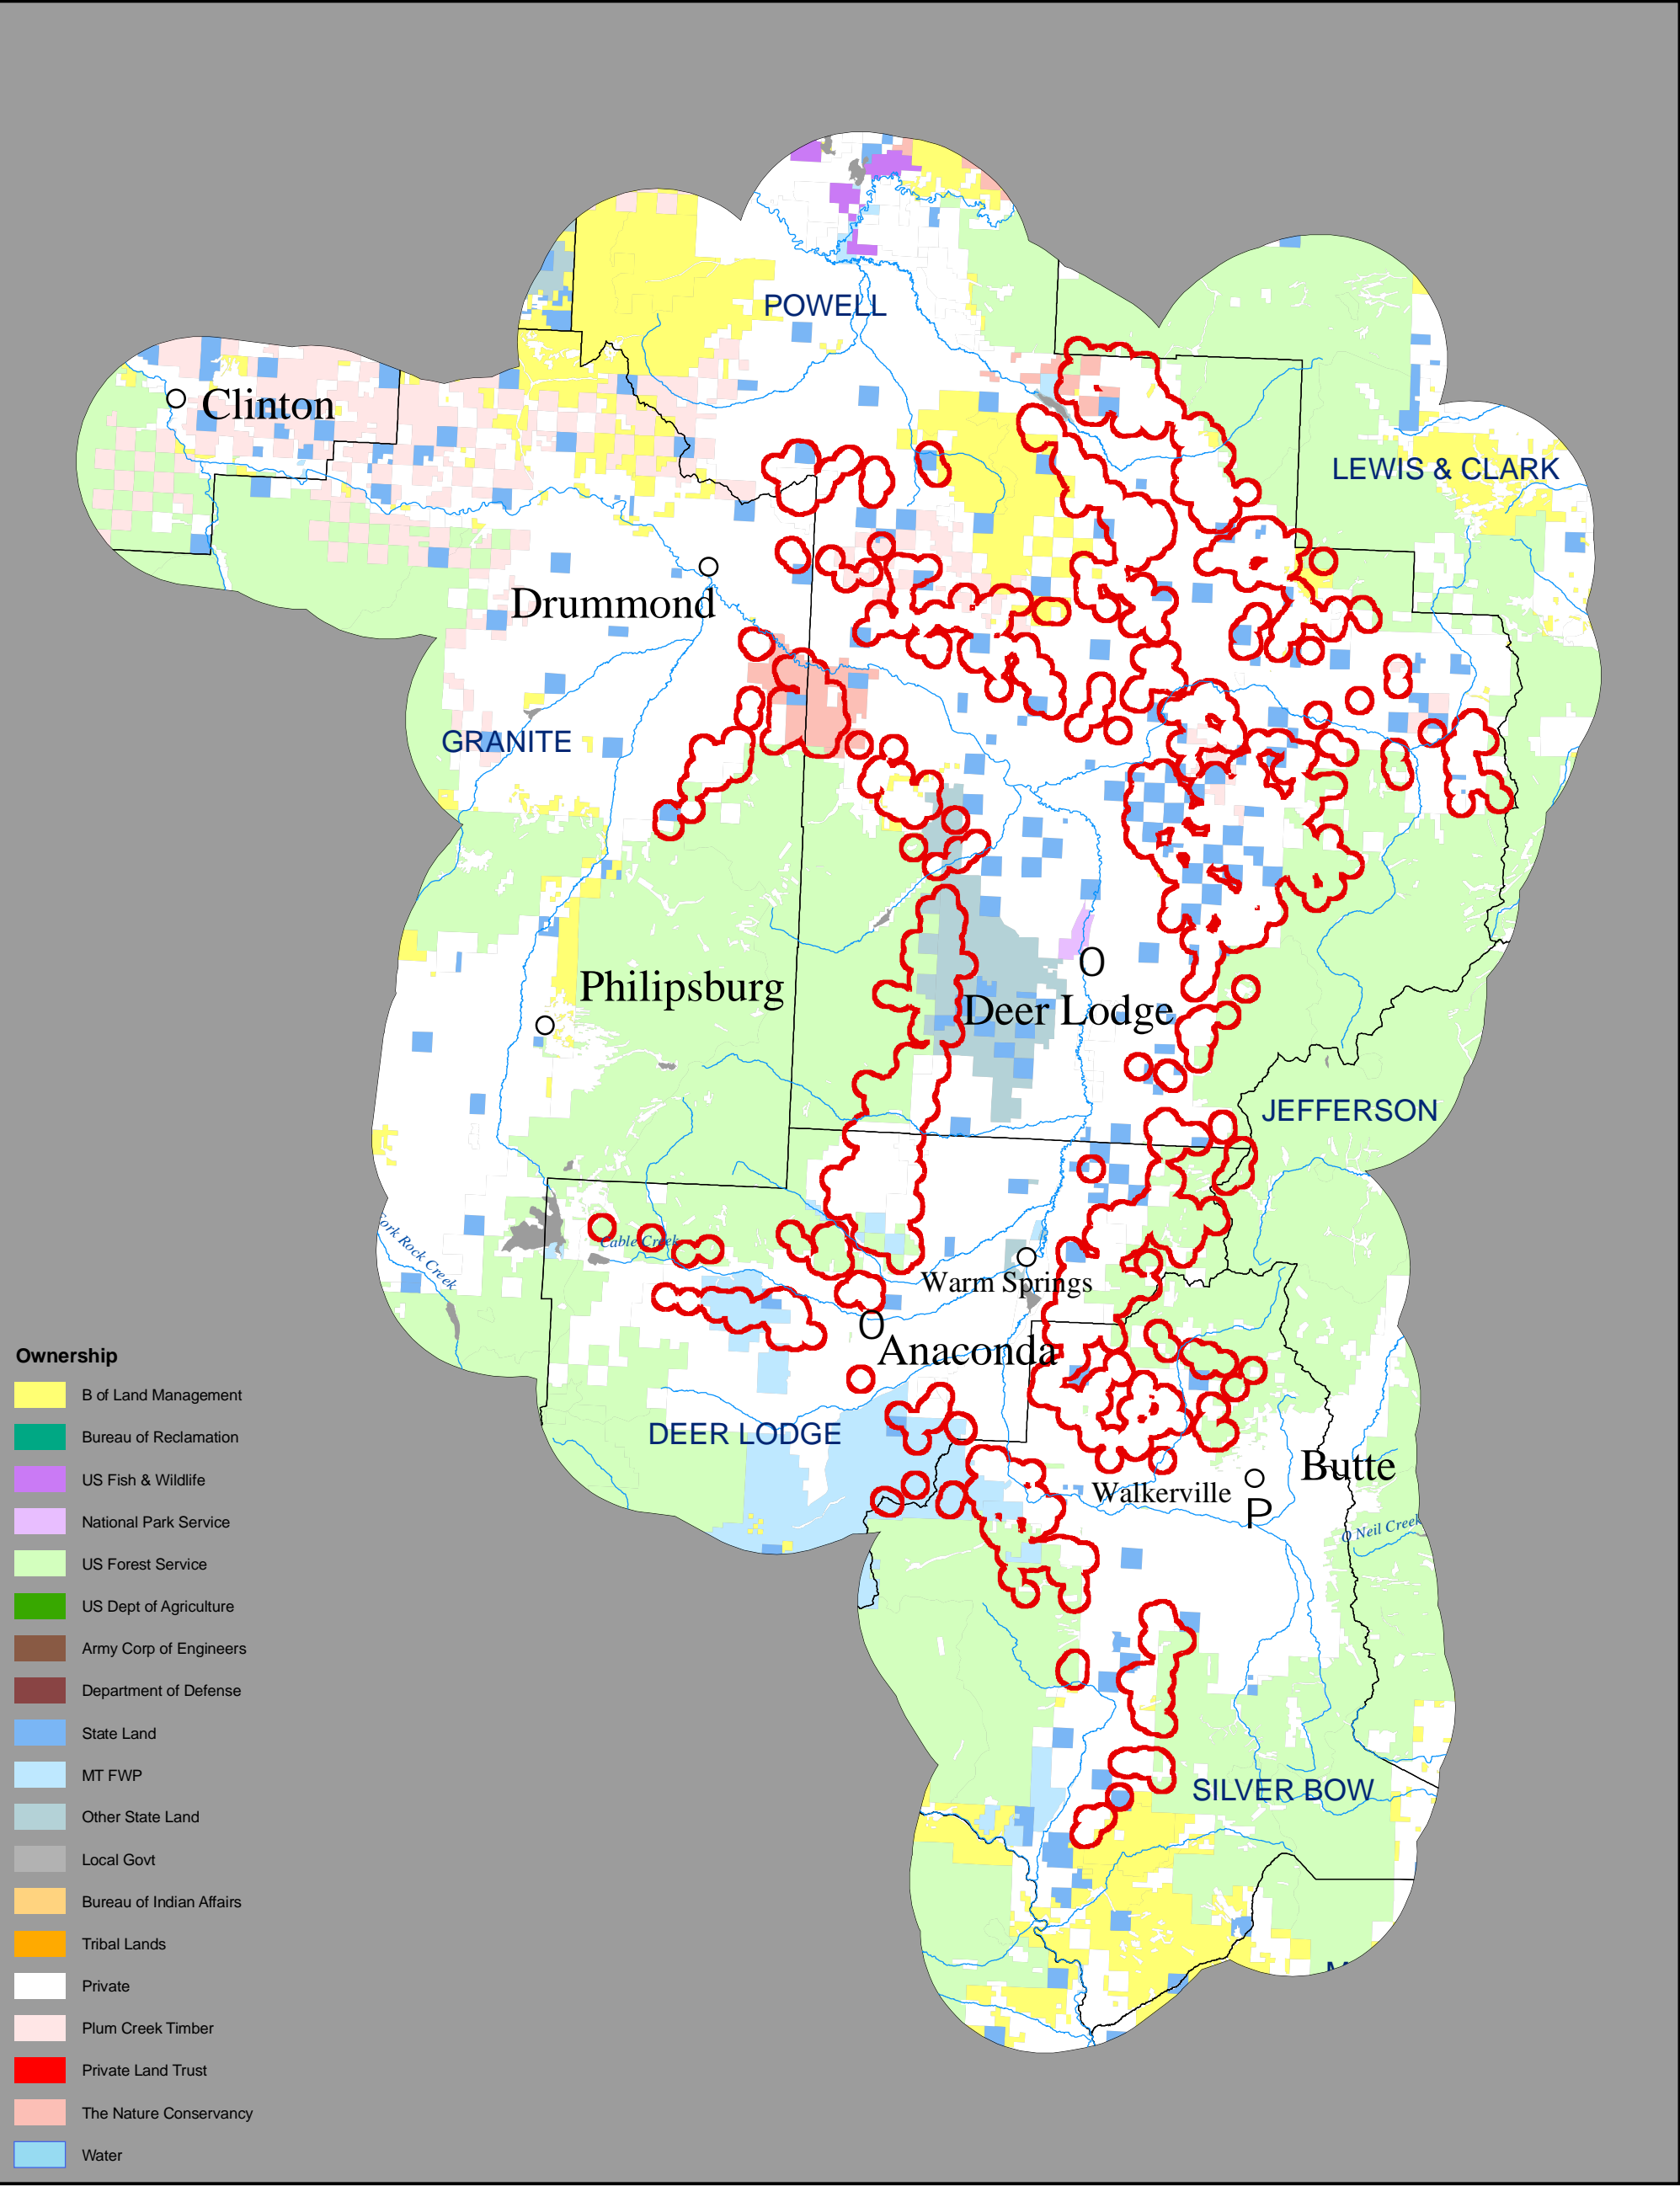 POWELL
Clinton
LEWIS & CLARK
Drummond
GRANITE
Philipsburg
O
Deer Lodge
JEFFERSON
Cable Creek
Fork Rock Creek
Warm Springs
O
Anaconda
DEER LODGE
Butte
Walkerville
P
O Neil Creek
SILVER BOW
Ownership
B of Land Management
Bureau of Reclamation
US Fish & Wildlife
National Park Service
US Forest Service
US Dept of Agriculture
Army Corp of Engineers
Department of Defense
State Land
MT FWP
Other State Land
Local Govt
Bureau of Indian Affairs
Tribal Lands
Private
Plum Creek Timber
Private Land Trust
The Nature Conservancy
Water